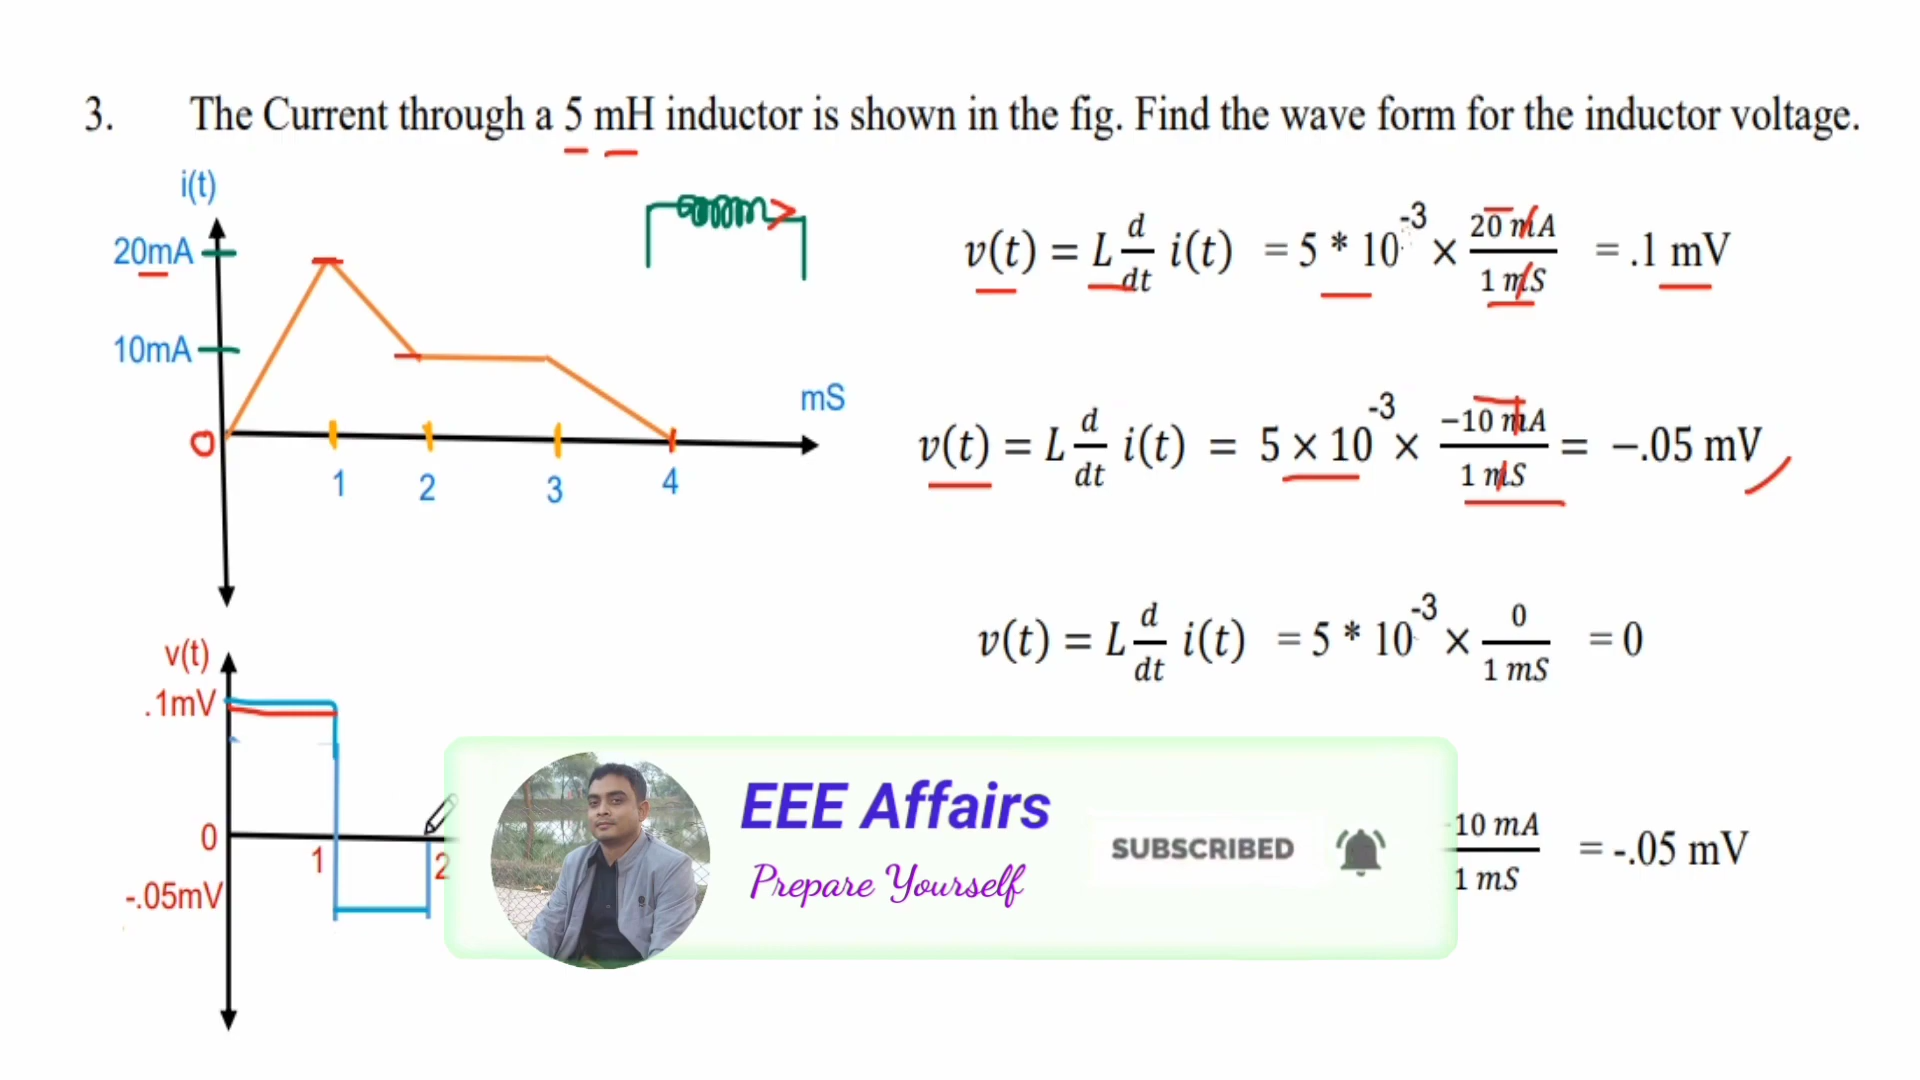 3. The Current through a 5 mH inductor is shown in the fig. Find the wave form for the inductor voltage.
i(t)
20mA
10mA
0
mS
1 2 3 4
v(t) = L d/dt i(t) = 5 * 10^-3 × 20 mA / 1 mS = .1 mV
v(t) = L d/dt i(t) = 5 × 10^-3 × −10 mA / 1 mS = −.05 mV
v(t) = L d/dt i(t) = 5 * 10^-3 × 0 / 1 mS = 0
v(t)
.1mV
0
1 2
-.05mV
EEE Affairs
Prepare Yourself
SUBSCRIBED
10 mA / 1 mS = -.05 mV